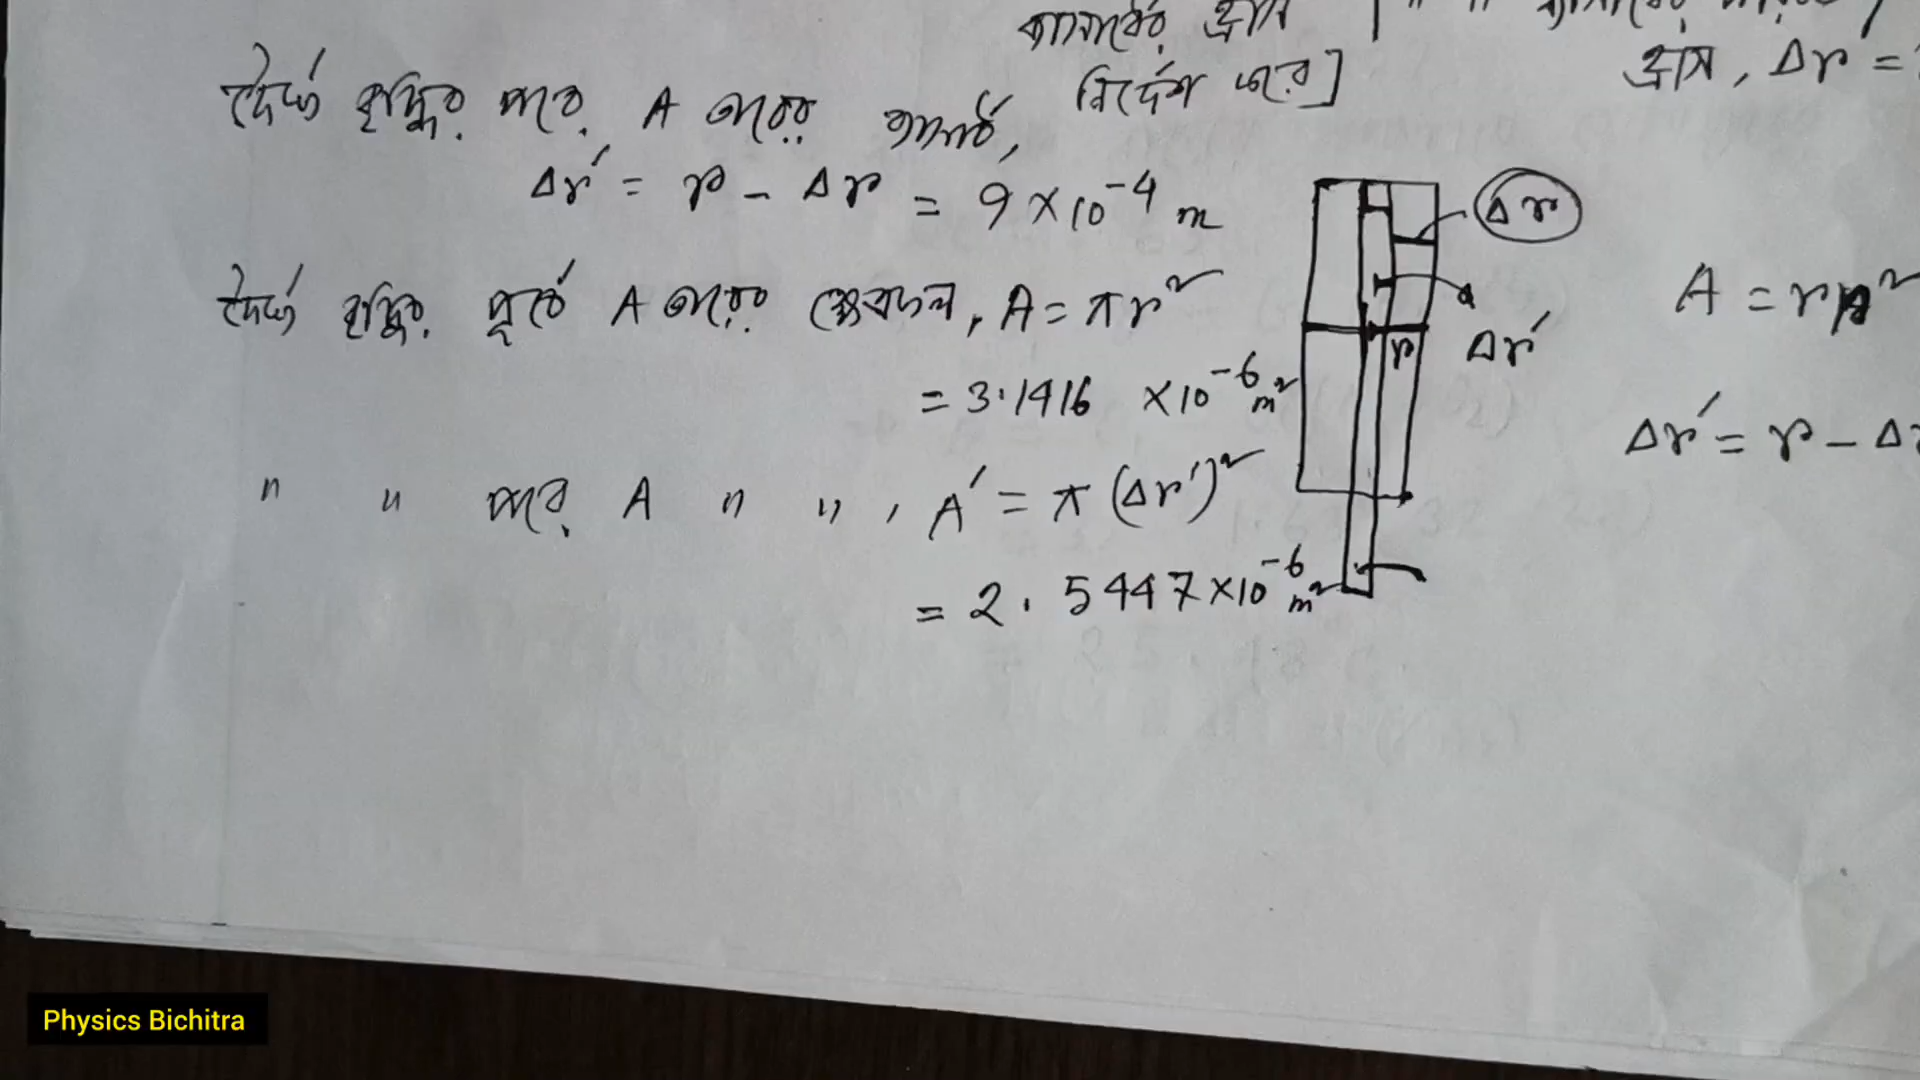 নির্দেশ করে]
হ্রাস, Δr =
দৈর্ঘ্য বৃদ্ধির পরে A তারের ব্যাসার্ধ,
Δr′ = r - Δr = 9 × 10⁻⁴ m
Δr
দৈর্ঘ্য বৃদ্ধির পূর্বে A তারের ক্ষেত্রফল, A = πr²
r
Δr′
A = πr²
= 3.1416 × 10⁻⁶ m²
Δr′ = r - Δr
" " পরে A " ", A′ = π (Δr′)²
= 2.5447 × 10⁻⁶ m²
Physics Bichitra